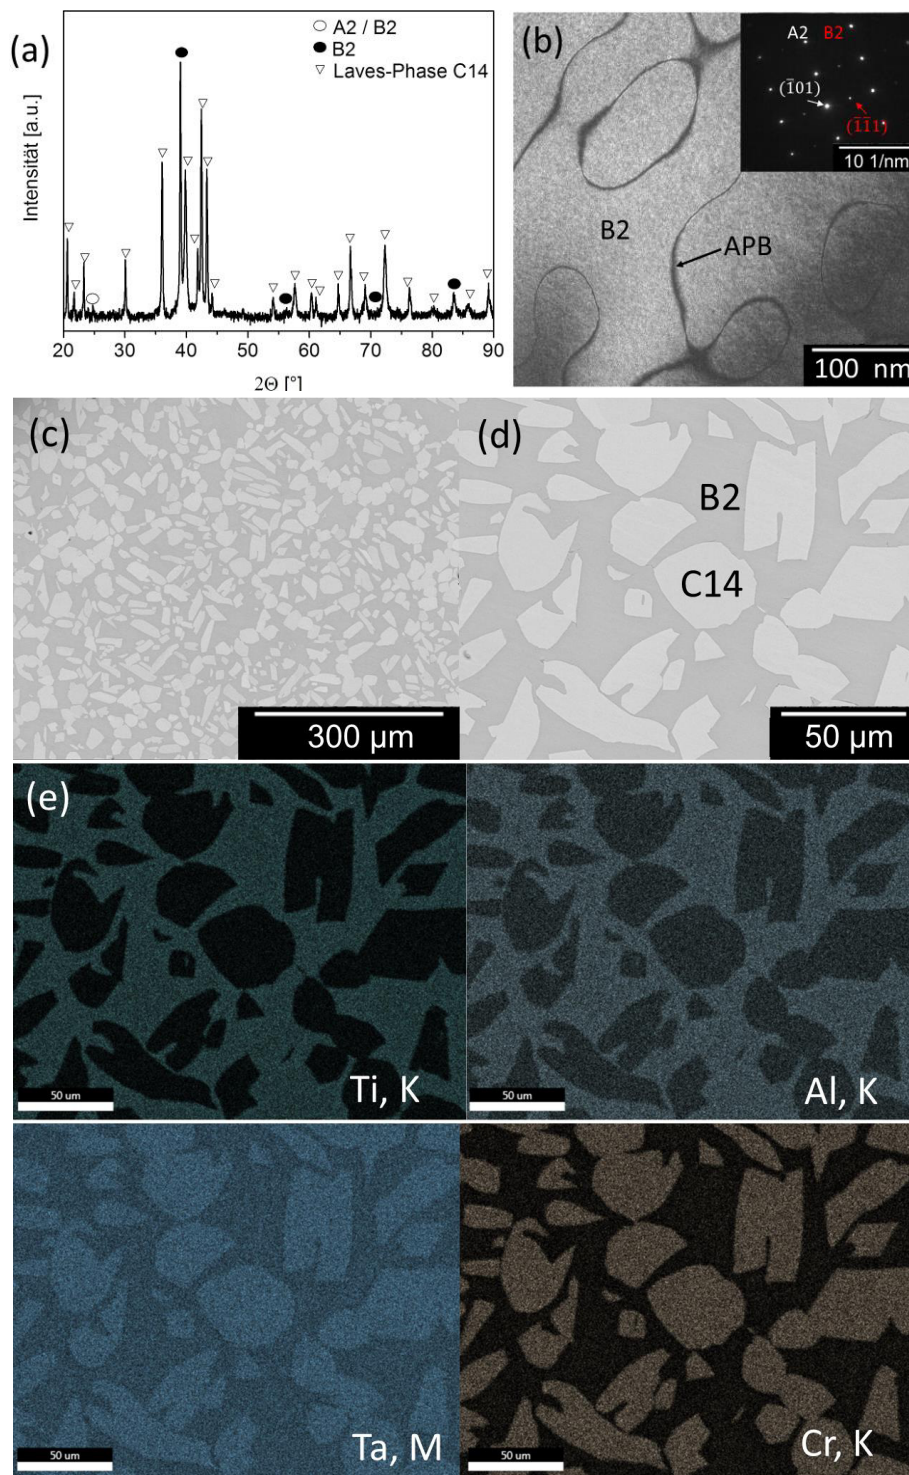 (a)
A2 / B2
B2
Laves-Phase C14
Intensität [a.u.]
20 30 40 50 60 70 80 90
2Θ [°]
(b)
A2 B2
(1̅01)
(1̅1̅1)
10 1/nm
B2
APB
100 nm
(c)
300 µm
(d)
B2
C14
50 µm
(e)
50 um
Ti, K
50 um
Al, K
50 um
Ta, M
50 um
Cr, K